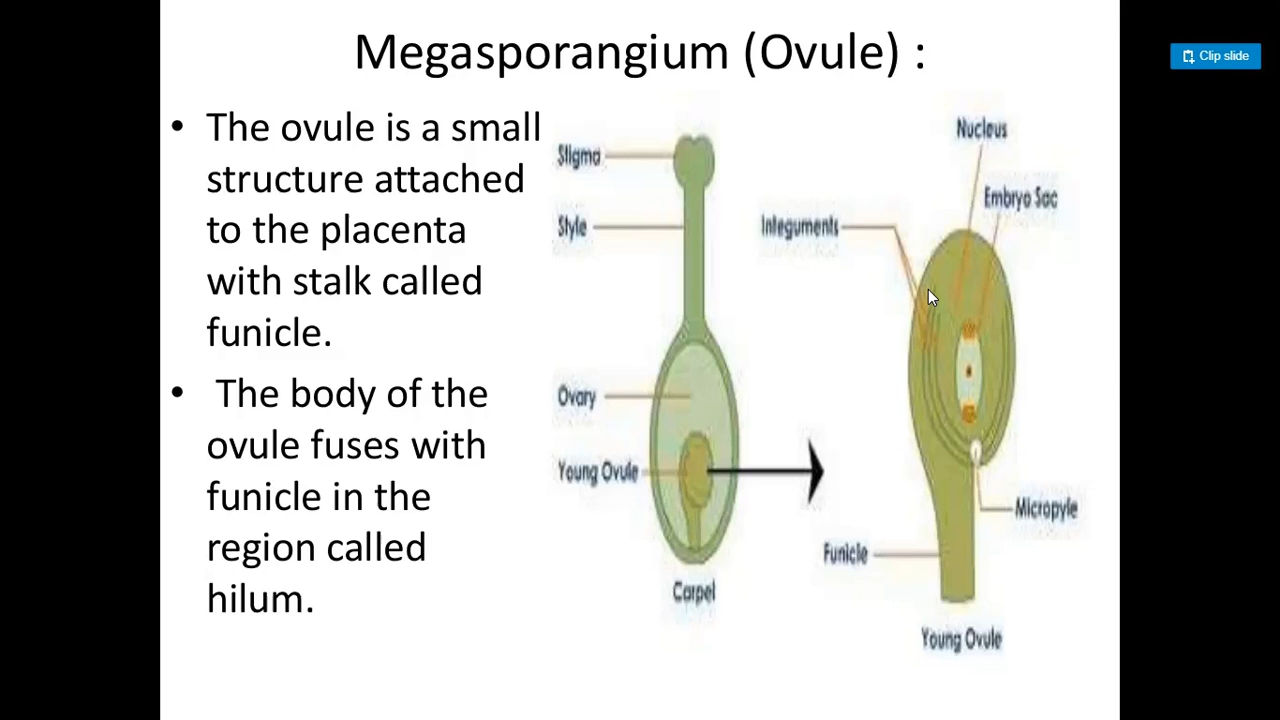 Megasporangium (Ovule) :
Clip slide
• The ovule is a small
structure attached
to the placenta
with stalk called
funicle.
• The body of the
ovule fuses with
funicle in the
region called
hilum.
Stigma
Style
Ovary
Young Ovule
Carpel
Nucleus
Embryo Sac
Integuments
Micropyle
Funicle
Young Ovule